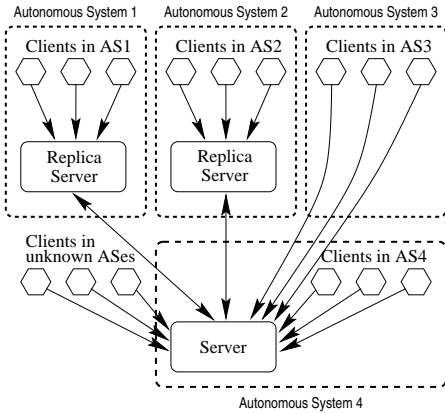 Autonomous System 1
Autonomous System 2
Autonomous System 3
Clients in AS1
Clients in AS2
Clients in AS3
Replica
Server
Replica
Server
Clients in
unknown ASes
Clients in AS4
Server
Autonomous System 4